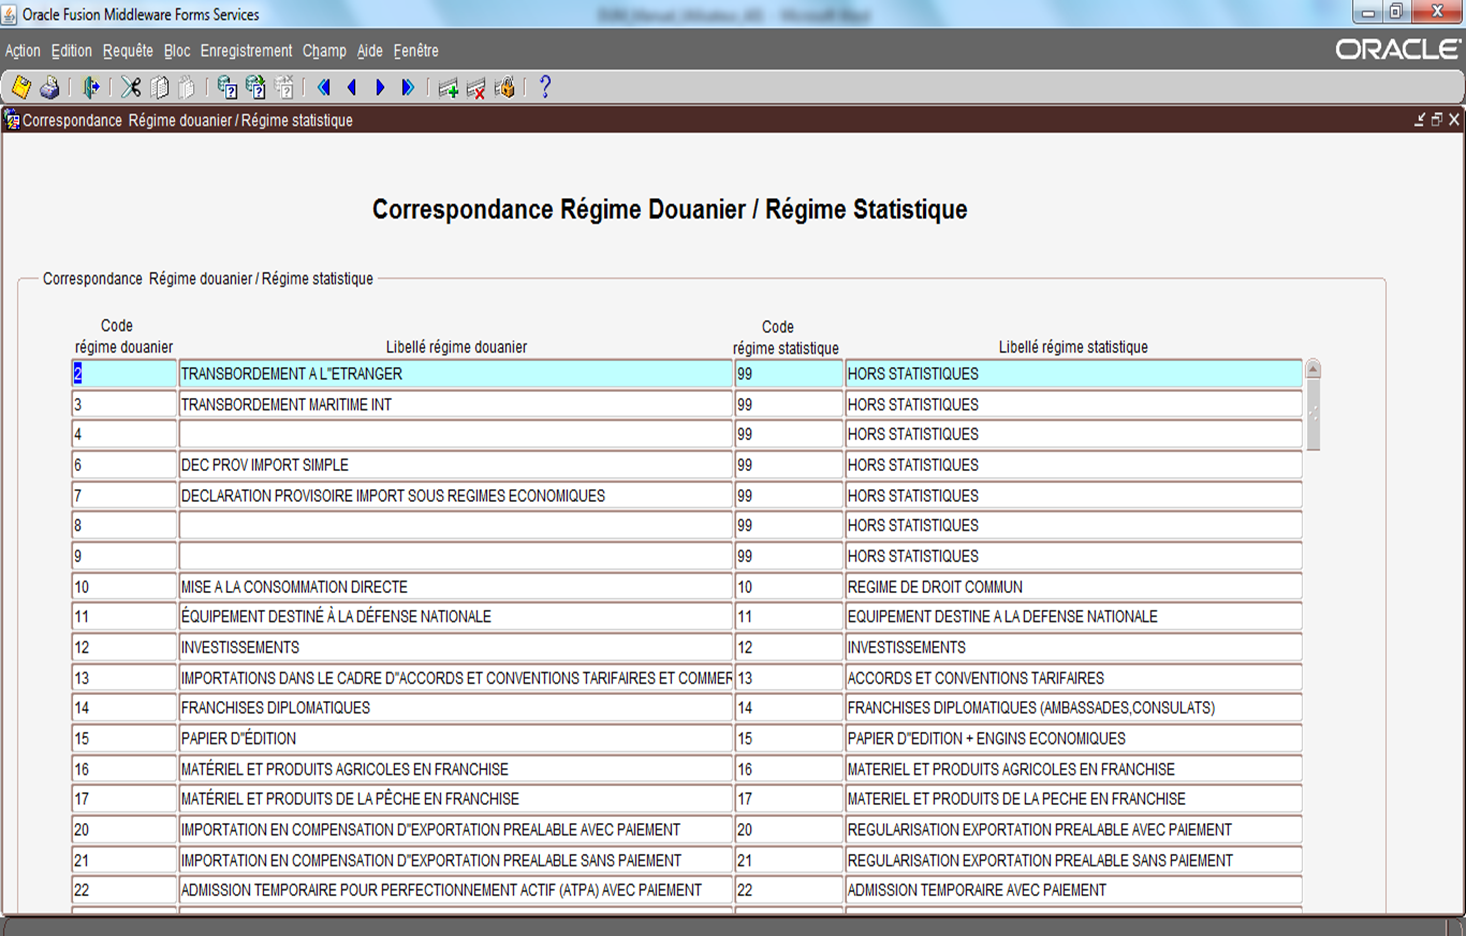 Oracle Fusion Middleware Forms Services
Action Edition Requête Bloc Enregistrement Champ Aide Fenêtre
ORACLE
Correspondance Régime douanier / Régime statistique
Correspondance Régime Douanier / Régime Statistique
Correspondance Régime douanier / Régime statistique
Code régime douanier Libellé régime douanier Code régime statistique Libellé régime statistique
2 TRANSBORDEMENT A L''ETRANGER 99 HORS STATISTIQUES
3 TRANSBORDEMENT MARITIME INT 99 HORS STATISTIQUES
4 99 HORS STATISTIQUES
6 DEC PROV IMPORT SIMPLE 99 HORS STATISTIQUES
7 DECLARATION PROVISOIRE IMPORT SOUS REGIMES ECONOMIQUES 99 HORS STATISTIQUES
8 99 HORS STATISTIQUES
9 99 HORS STATISTIQUES
10 MISE A LA CONSOMMATION DIRECTE 10 REGIME DE DROIT COMMUN
11 ÉQUIPEMENT DESTINÉ À LA DÉFENSE NATIONALE 11 EQUIPEMENT DESTINE A LA DEFENSE NATIONALE
12 INVESTISSEMENTS 12 INVESTISSEMENTS
13 IMPORTATIONS DANS LE CADRE D''ACCORDS ET CONVENTIONS TARIFAIRES ET COMMER 13 ACCORDS ET CONVENTIONS TARIFAIRES
14 FRANCHISES DIPLOMATIQUES 14 FRANCHISES DIPLOMATIQUES (AMBASSADES,CONSULATS)
15 PAPIER D''ÉDITION 15 PAPIER D''EDITION + ENGINS ECONOMIQUES
16 MATÉRIEL ET PRODUITS AGRICOLES EN FRANCHISE 16 MATERIEL ET PRODUITS AGRICOLES EN FRANCHISE
17 MATÉRIEL ET PRODUITS DE LA PÊCHE EN FRANCHISE 17 MATERIEL ET PRODUITS DE LA PECHE EN FRANCHISE
20 IMPORTATION EN COMPENSATION D''EXPORTATION PREALABLE AVEC PAIEMENT 20 REGULARISATION EXPORTATION PREALABLE AVEC PAIEMENT
21 IMPORTATION EN COMPENSATION D''EXPORTATION PREALABLE SANS PAIEMENT 21 REGULARISATION EXPORTATION PREALABLE SANS PAIEMENT
22 ADMISSION TEMPORAIRE POUR PERFECTIONNEMENT ACTIF (ATPA) AVEC PAIEMENT 22 ADMISSION TEMPORAIRE AVEC PAIEMENT